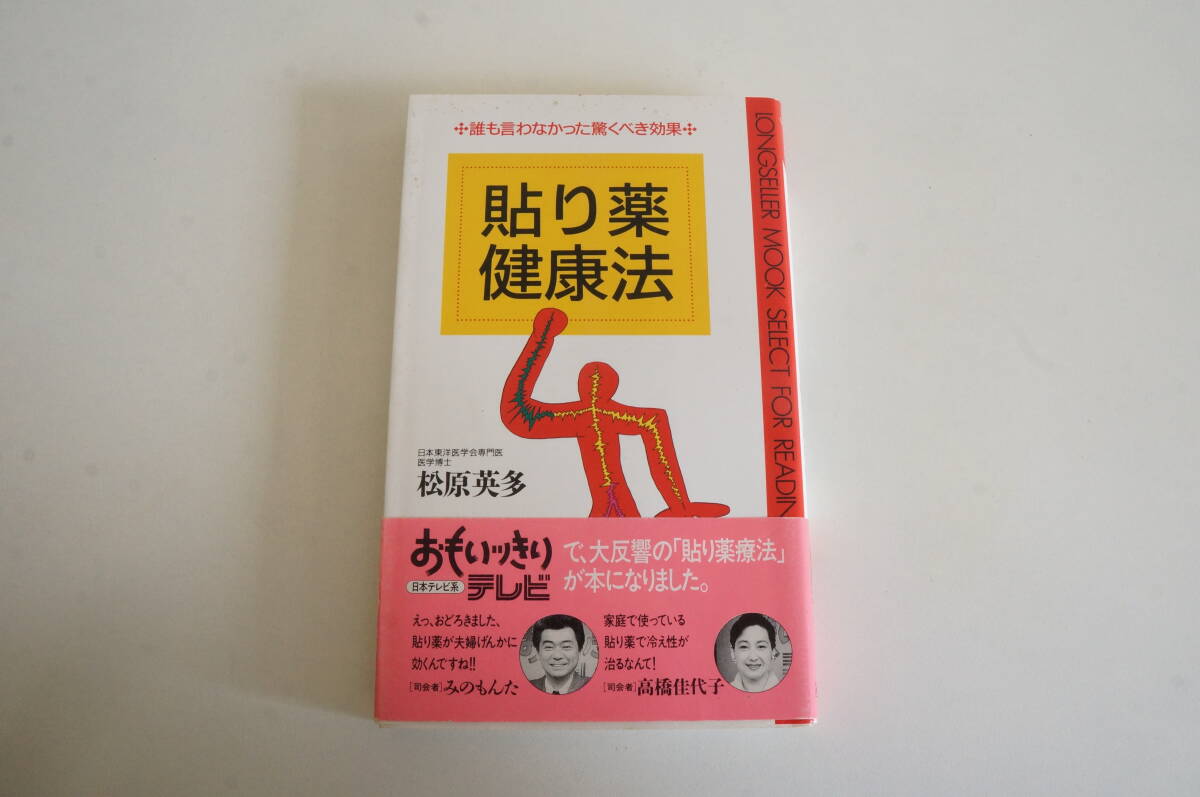 ✣誰も言わなかった驚くべき効果✣
貼り薬
健康法
LONGSELLER MOOK SELECT FOR READIN
日本東洋医学会専門医
医学博士
松原英多
おもいッきり
日本テレビ系
テレビ
で、大反響の「貼り薬療法」
が本になりました。
えっ、おどろきました、
貼り薬が夫婦げんかに
効くんですね!!
[司会者]みのもんた
家庭で使っている
貼り薬で冷え性が
治るなんて!
[司会者]高橋佳代子